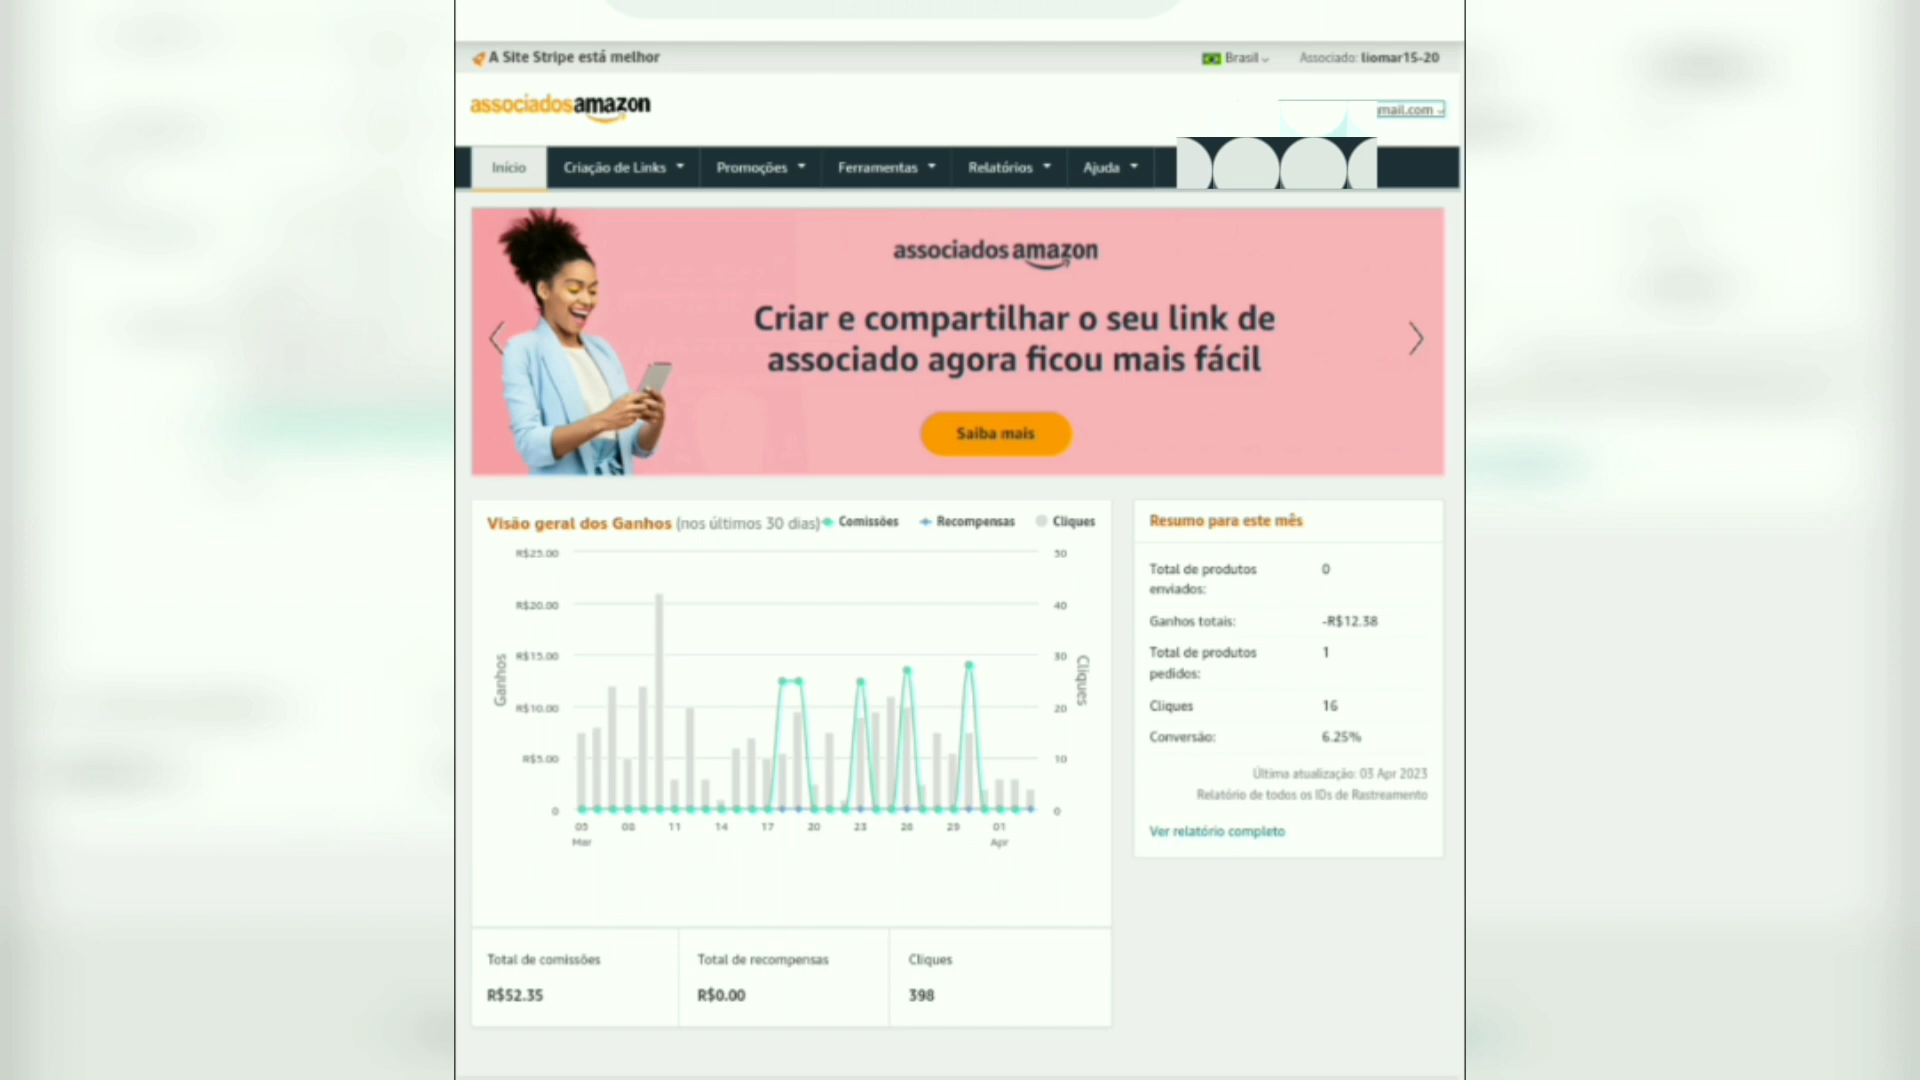 A Site Stripe está melhor
Brasil
Associado: liomar15-20
associadosamazon
mail.com
Início
Criação de Links
Promoções
Ferramentas
Relatórios
Ajuda
associados amazon
Criar e compartilhar o seu link de
associado agora ficou mais fácil
Saiba mais
Visão geral dos Ganhos (nos últimos 30 dias)
Comissões
Recompensas
Cliques
R$25.00
R$20.00
R$15.00
R$10.00
R$5.00
0
Ganhos
50
40
30
20
10
0
Cliques
05 08 11 14 17 20 23 26 29 01
Mar Apr
Total de comissões
R$52.35
Total de recompensas
R$0.00
Cliques
398
Resumo para este mês
Total de produtos 0
enviados:
Ganhos totais: -R$12.38
Total de produtos 1
pedidos:
Cliques 16
Conversão: 6.25%
Última atualização: 03 Apr 2023
Relatório de todos os IDs de Rastreamento
Ver relatório completo